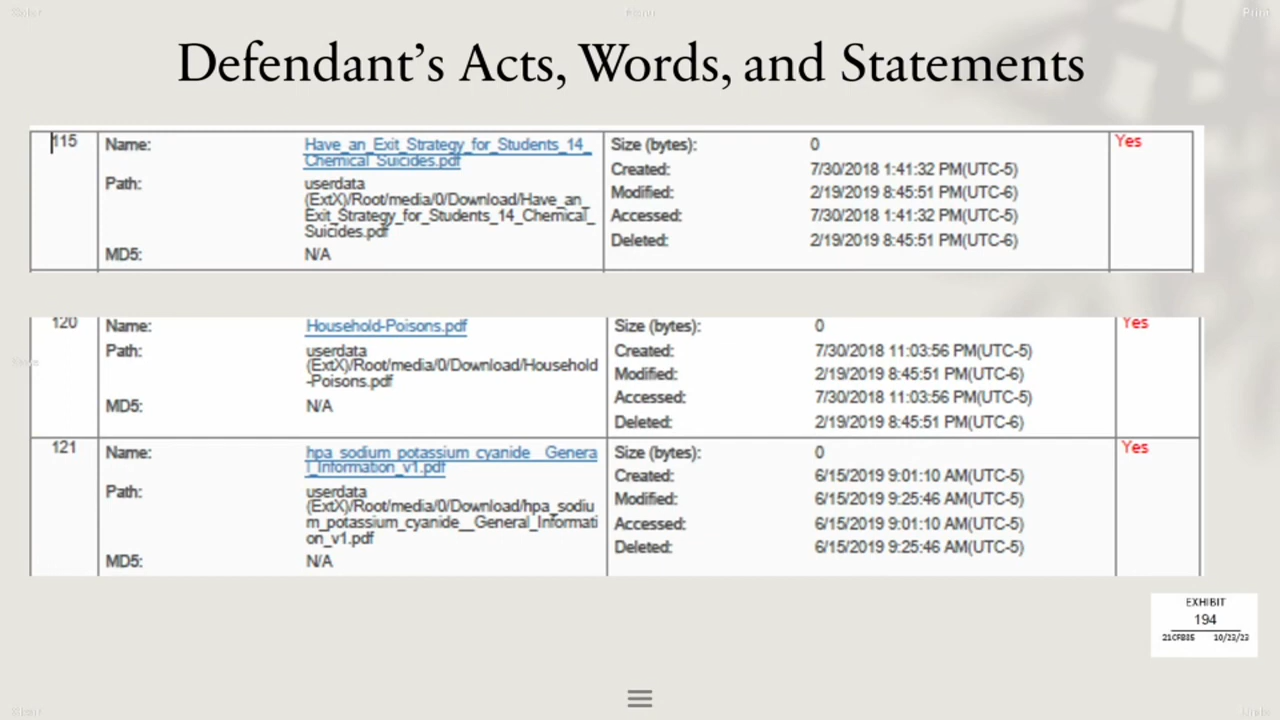 Color
Menu
Print
Defendant's Acts, Words, and Statements
115
Name:
Have_an_Exit_Strategy_for_Students_14_
Chemical_Suicides.pdf
Path:
userdata
(ExtX)/Root/media/0/Download/Have_an_
Exit_Strategy_for_Students_14_Chemical_
Suicides.pdf
MD5:
N/A
Size (bytes):
0
Created:
7/30/2018 1:41:32 PM(UTC-5)
Modified:
2/19/2019 8:45:51 PM(UTC-6)
Accessed:
7/30/2018 1:41:32 PM(UTC-5)
Deleted:
2/19/2019 8:45:51 PM(UTC-6)
Yes
120
Name:
Household-Poisons.pdf
Path:
userdata
(ExtX)/Root/media/0/Download/Household
-Poisons.pdf
MD5:
N/A
Size (bytes):
0
Created:
7/30/2018 11:03:56 PM(UTC-5)
Modified:
2/19/2019 8:45:51 PM(UTC-6)
Accessed:
7/30/2018 11:03:56 PM(UTC-5)
Deleted:
2/19/2019 8:45:51 PM(UTC-6)
Yes
121
Name:
hpa_sodium_potassium_cyanide__Genera
l_Information_v1.pdf
Path:
userdata
(ExtX)/Root/media/0/Download/hpa_sodiu
m_potassium_cyanide__General_Informati
on_v1.pdf
MD5:
N/A
Size (bytes):
0
Created:
6/15/2019 9:01:10 AM(UTC-5)
Modified:
6/15/2019 9:25:46 AM(UTC-5)
Accessed:
6/15/2019 9:01:10 AM(UTC-5)
Deleted:
6/15/2019 9:25:46 AM(UTC-5)
Yes
EXHIBIT
194
21CFB85 10/23/23
Clear
Undo